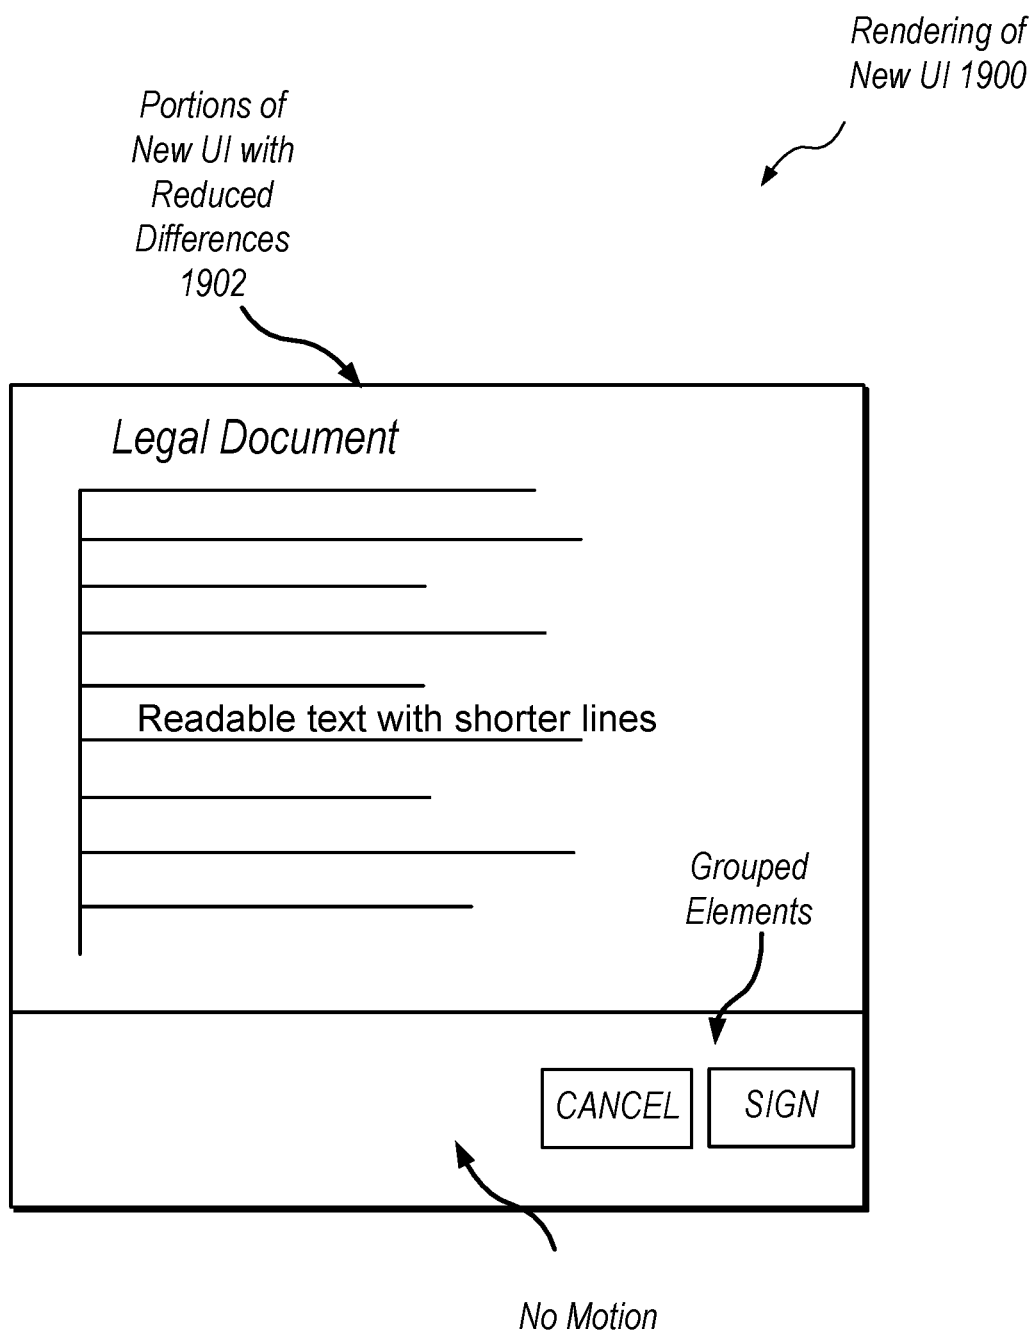 Rendering of
New UI 1900
Portions of
New UI with
Reduced
Differences
1902
Legal Document
Readable text with shorter lines
Grouped
Elements
CANCEL
SIGN
No Motion